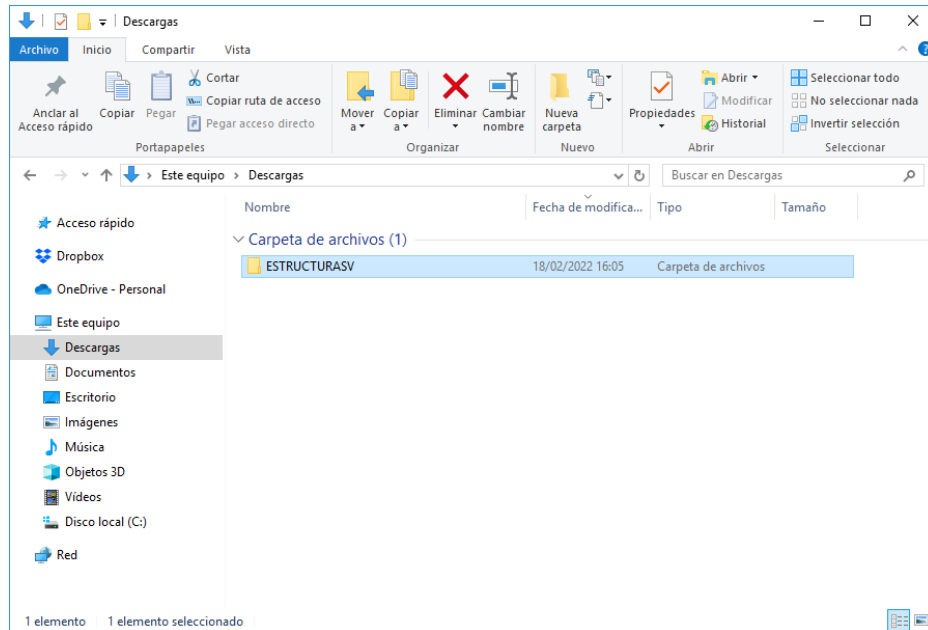 Descargas
Archivo Inicio Compartir Vista
Anclar al Acceso rápido
Copiar
Pegar
Cortar
Copiar ruta de acceso
Pegar acceso directo
Portapapeles
Mover a
Copiar a
Eliminar
Cambiar nombre
Organizar
Nueva carpeta
Nuevo
Propiedades
Abrir
Modificar
Historial
Abrir
Seleccionar todo
No seleccionar nada
Invertir selección
Seleccionar
Este equipo > Descargas
Buscar en Descargas
Nombre Fecha de modifica... Tipo Tamaño
Carpeta de archivos (1)
ESTRUCTURASV 18/02/2022 16:05 Carpeta de archivos
Acceso rápido
Dropbox
OneDrive - Personal
Este equipo
Descargas
Documentos
Escritorio
Imágenes
Música
Objetos 3D
Vídeos
Disco local (C:)
Red
1 elemento 1 elemento seleccionado